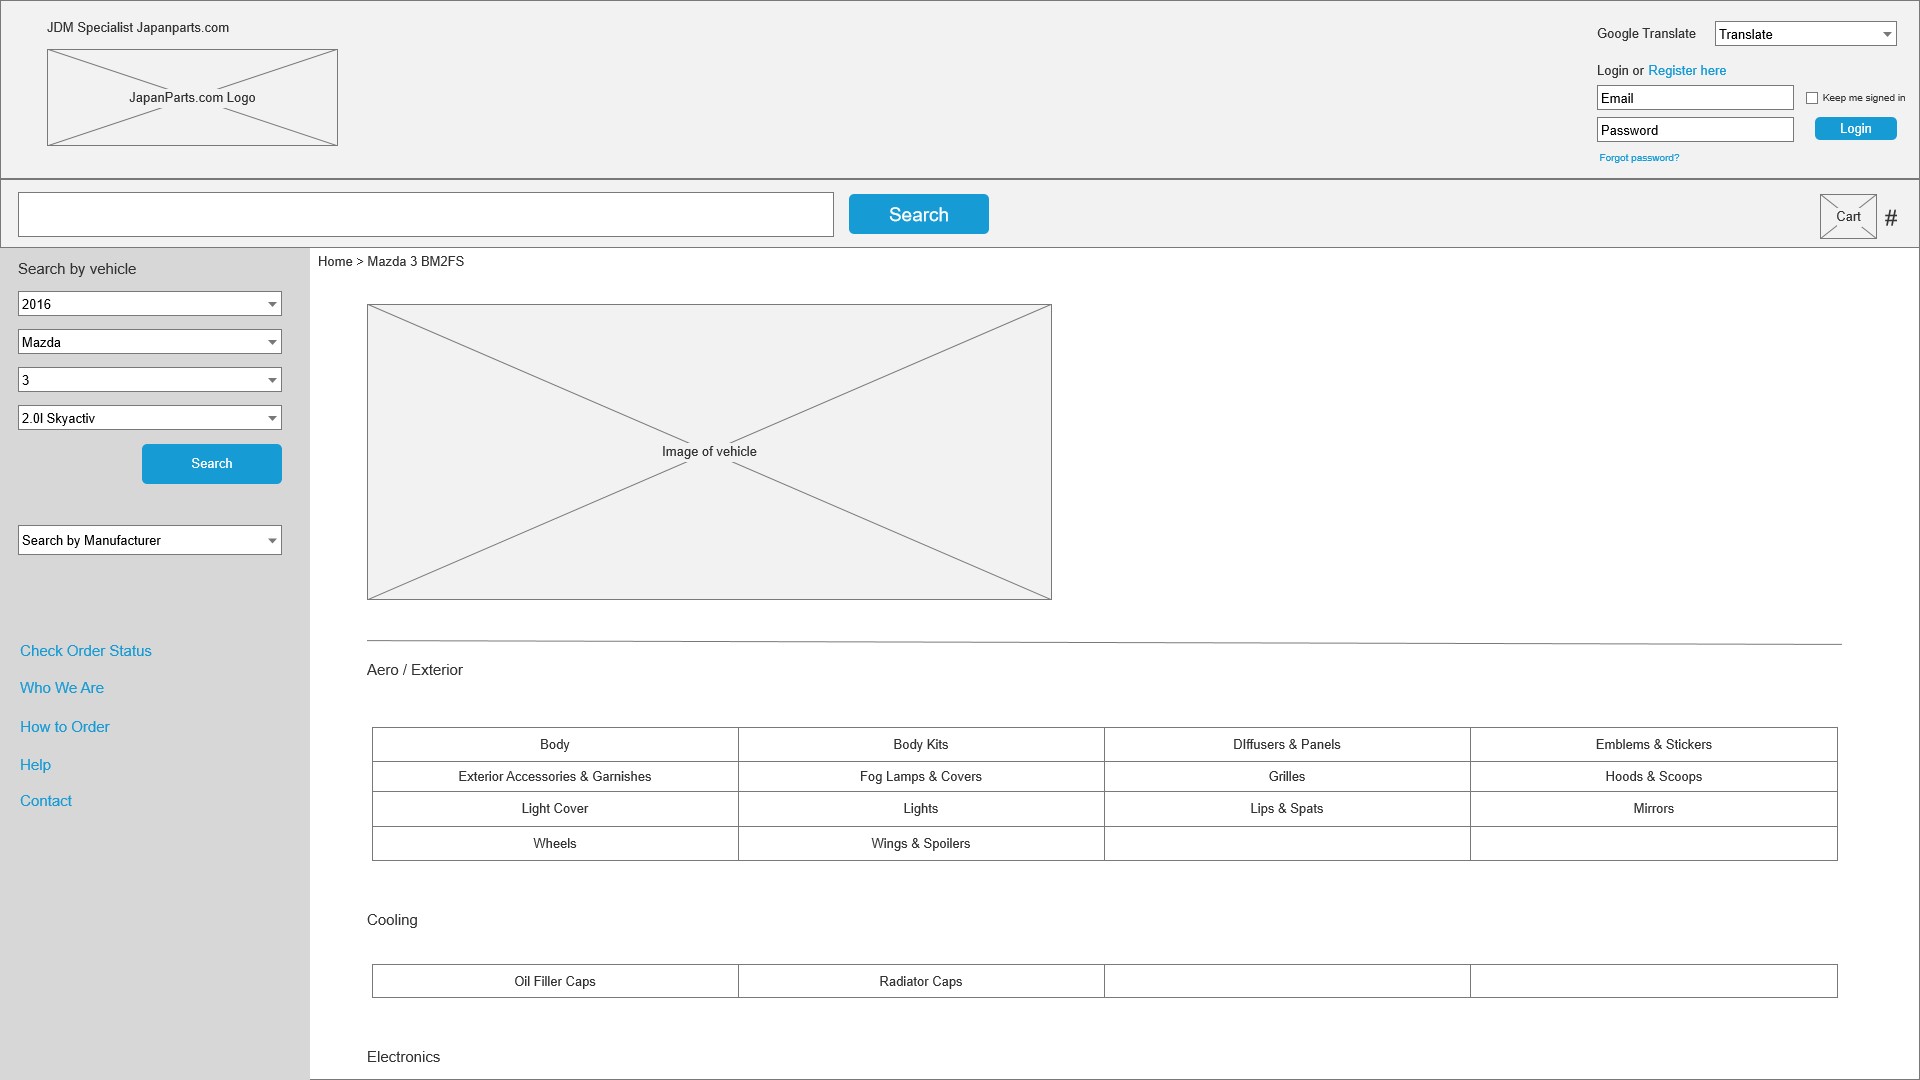 JDM Specialist Japanparts.com
JapanParts.com Logo
Google Translate
Translate
Login or Register here
Email
Keep me signed in
Password
Login
Forgot password?
Search
Cart
#
Search by vehicle
2016
Mazda
3
2.0l Skyactiv
Search
Search by Manufacturer
Check Order Status
Who We Are
How to Order
Help
Contact
Home > Mazda 3 BM2FS
Image of vehicle
Aero / Exterior
Body
Body Kits
DIffusers & Panels
Emblems & Stickers
Exterior Accessories & Garnishes
Fog Lamps & Covers
Grilles
Hoods & Scoops
Light Cover
Lights
Lips & Spats
Mirrors
Wheels
Wings & Spoilers
Cooling
Oil Filler Caps
Radiator Caps
Electronics